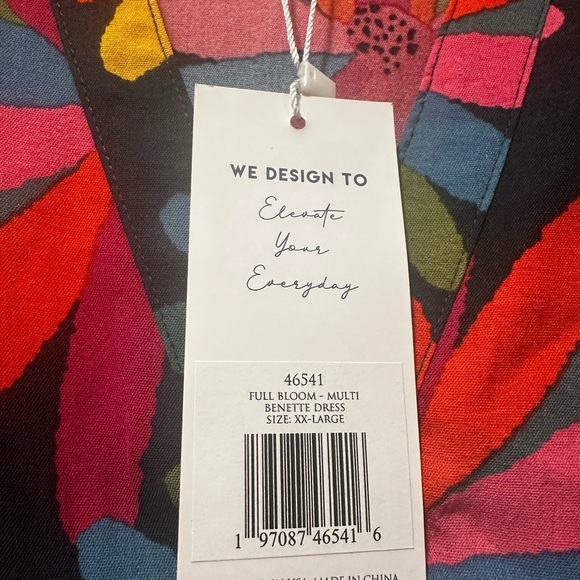 WE DESIGN TO
Elevate
Your
Everyday
46541
FULL BLOOM - MULTI
BENETTE DRESS
SIZE: XX-LARGE
1 97087 46541 6
USA. MADE IN CHINA